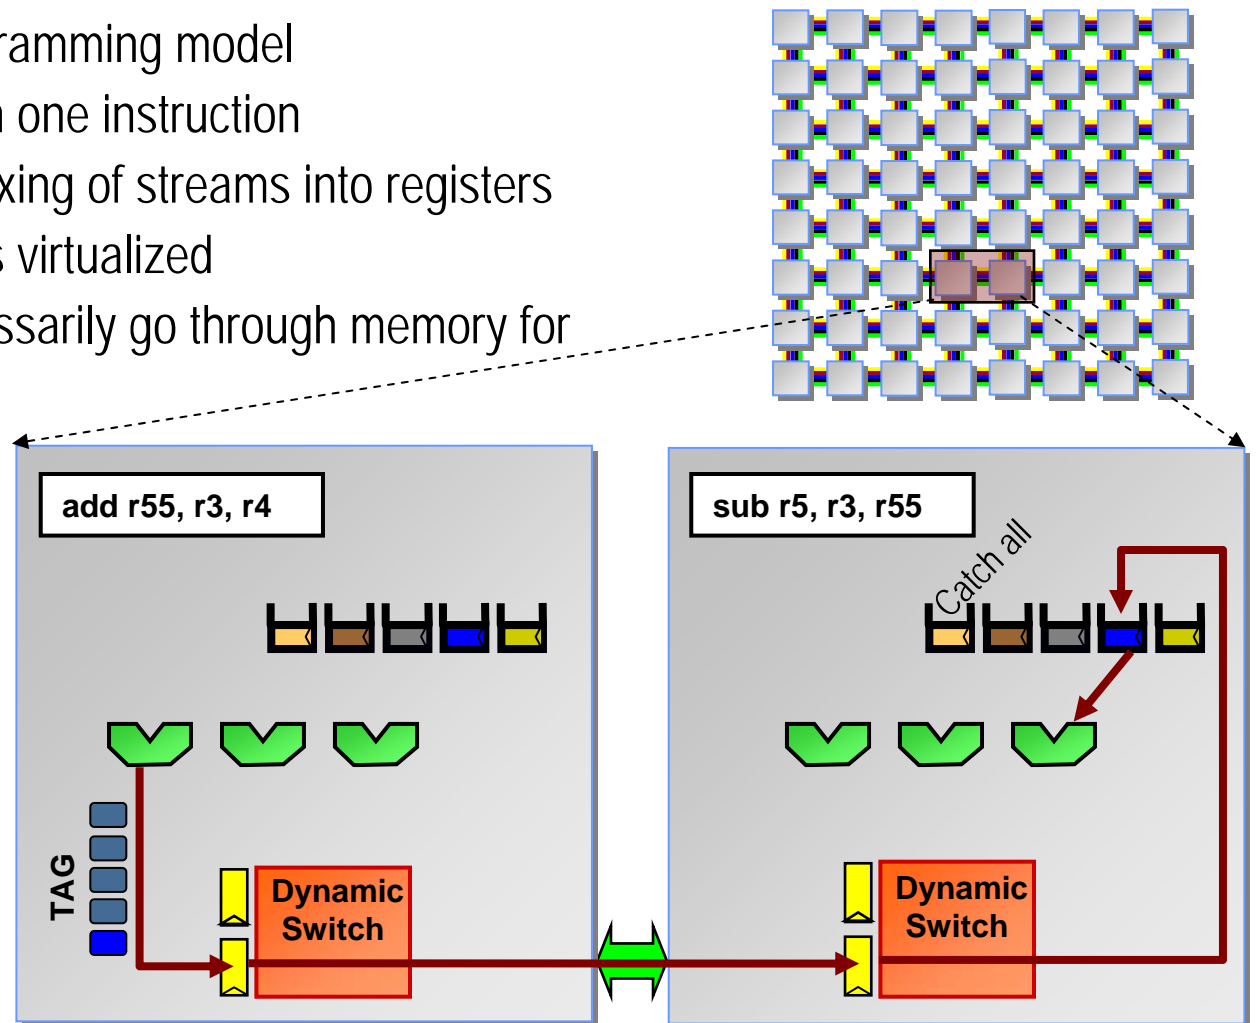 ramming model
n one instruction
xing of streams into registers
s virtualized
ssarily go through memory for
add r55, r3, r4
sub r5, r3, r55
Catch all
TAG
Dynamic
Switch
Dynamic
Switch